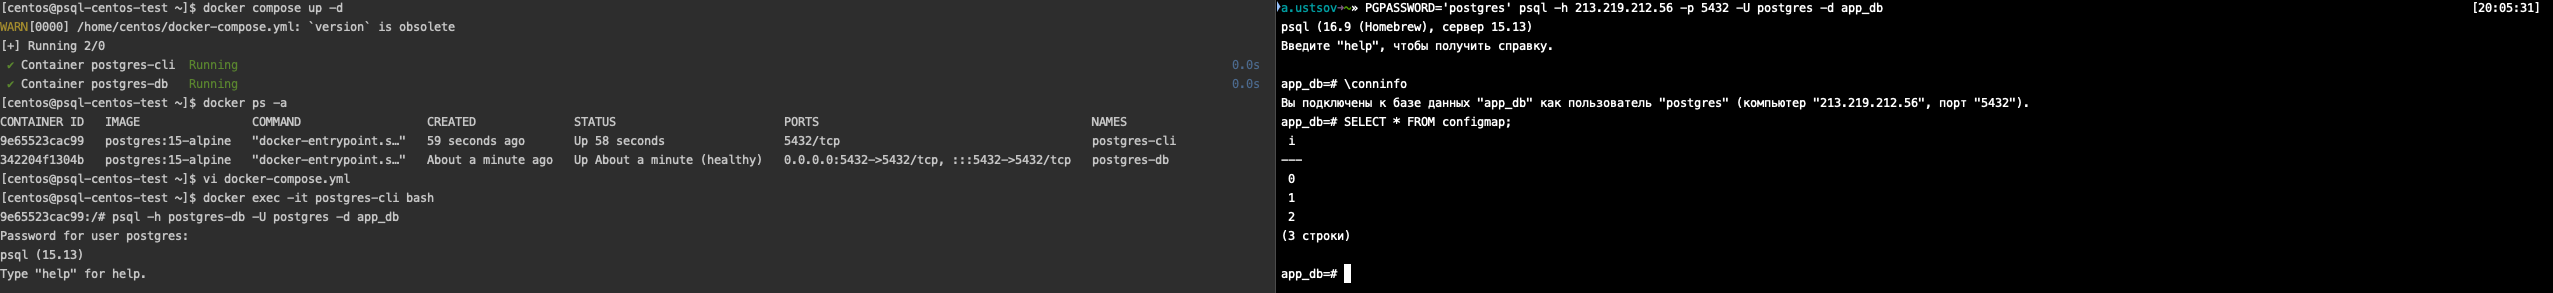 [centos@psql-centos-test ~]$ docker compose up -d
WARN[0000] /home/centos/docker-compose.yml: `version` is obsolete
[+] Running 2/0
✔ Container postgres-cli  Running 0.0s
✔ Container postgres-db   Running 0.0s
[centos@psql-centos-test ~]$ docker ps -a
CONTAINER ID   IMAGE                COMMAND                  CREATED              STATUS                        PORTS                                       NAMES
9e65523cac99   postgres:15-alpine   "docker-entrypoint.s…"   59 seconds ago       Up 58 seconds                 5432/tcp                                    postgres-cli
342204f1304b   postgres:15-alpine   "docker-entrypoint.s…"   About a minute ago   Up About a minute (healthy)   0.0.0.0:5432->5432/tcp, :::5432->5432/tcp   postgres-db
[centos@psql-centos-test ~]$ vi docker-compose.yml
[centos@psql-centos-test ~]$ docker exec -it postgres-cli bash
9e65523cac99:/# psql -h postgres-db -U postgres -d app_db
Password for user postgres:
psql (15.13)
Type "help" for help.
a.ustsov→~» PGPASSWORD='postgres' psql -h 213.219.212.56 -p 5432 -U postgres -d app_db [20:05:31]
psql (16.9 (Homebrew), сервер 15.13)
Введите "help", чтобы получить справку.
app_db=# \conninfo
Вы подключены к базе данных "app_db" как пользователь "postgres" (компьютер "213.219.212.56", порт "5432").
app_db=# SELECT * FROM configmap;
i
---
0
1
2
(3 строки)
app_db=#